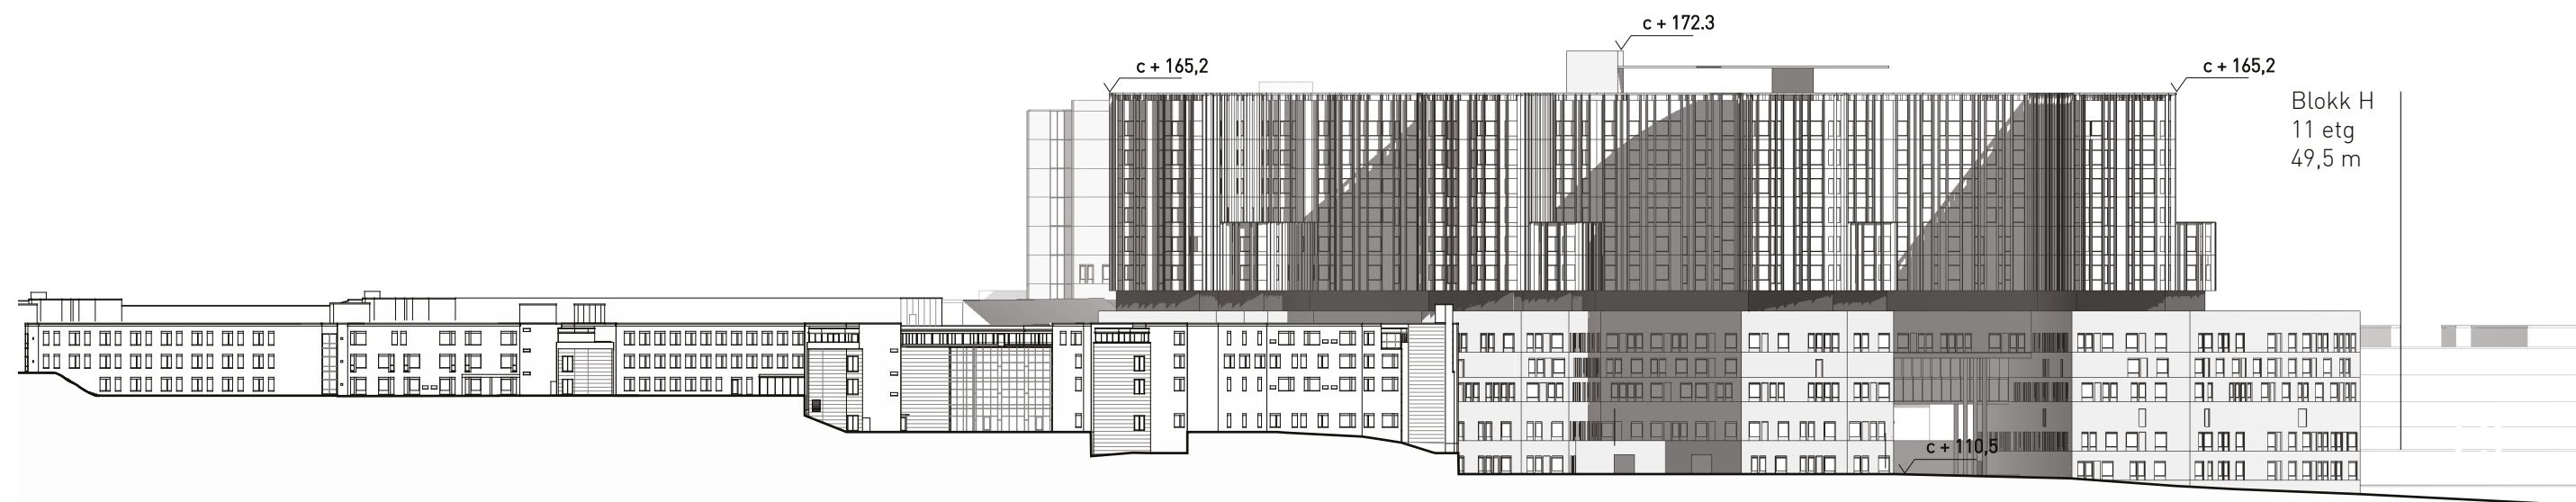 c + 172.3
c + 165,2
c + 165,2
Blokk H
11 etg
49,5 m
c + 110,5